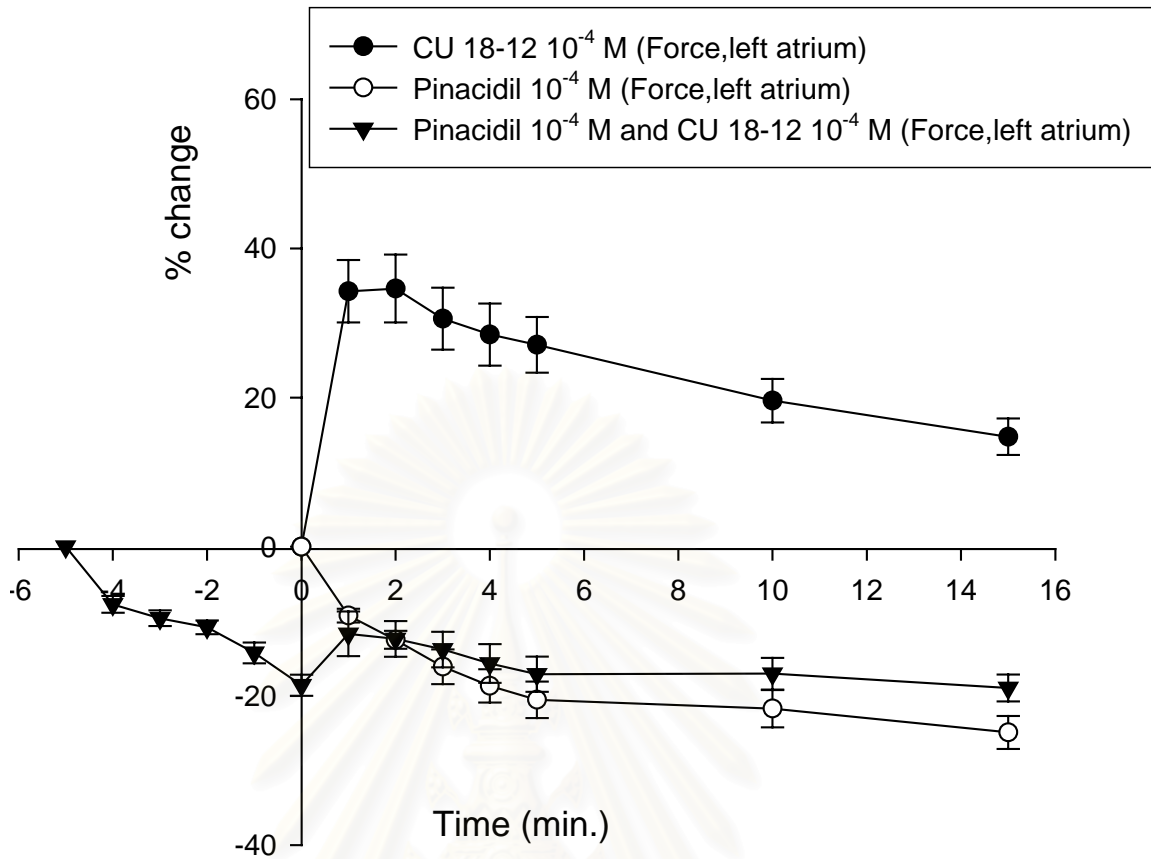 CU 18-12 10⁻⁴ M (Force,left atrium)
Pinacidil 10⁻⁴ M (Force,left atrium)
Pinacidil 10⁻⁴ M and CU 18-12 10⁻⁴ M (Force,left atrium)
% change
60
40
20
0
-20
-40
-6 -4 -2 0 2 4 6 8 10 12 14 16
Time (min.)